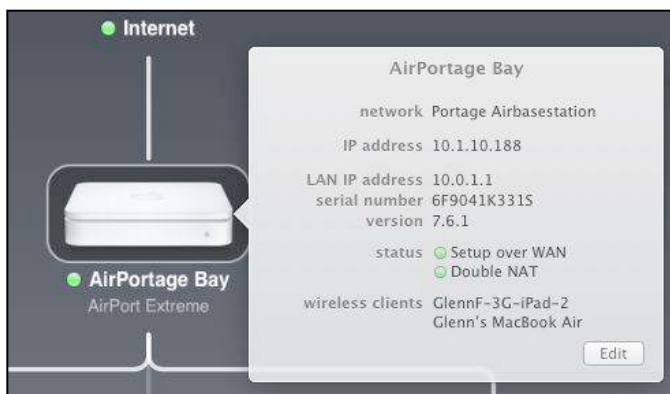 Internet
AirPortage Bay
AirPort Extreme
AirPortage Bay
network Portage Airbasestation
IP address 10.1.10.188
LAN IP address 10.0.1.1
serial number 6F9041K331S
version 7.6.1
status Setup over WAN
Double NAT
wireless clients GlennF-3G-iPad-2
Glenn's MacBook Air
Edit